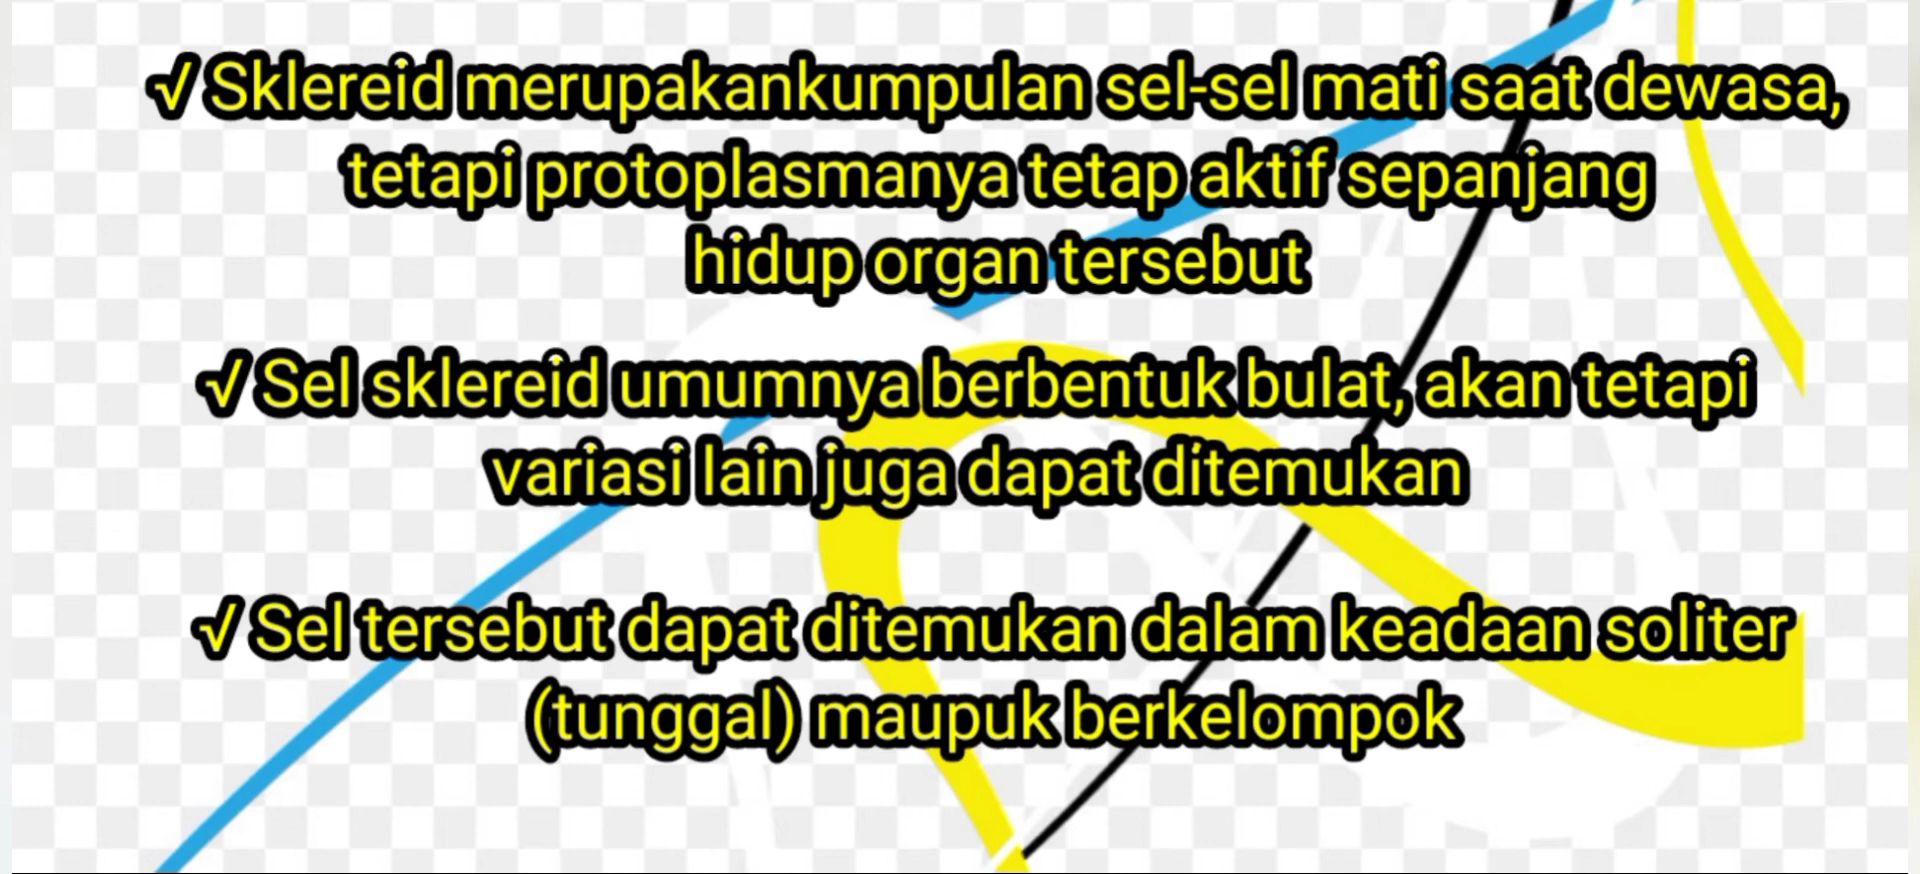 √ Sklereid merupakankumpulan sel-sel mati saat dewasa,
tetapi protoplasmanya tetap aktif sepanjang
hidup organ tersebut
√ Sel sklereid umumnya berbentuk bulat, akan tetapi
variasi lain juga dapat ditemukan
√ Sel tersebut dapat ditemukan dalam keadaan soliter
(tunggal) maupuk berkelompok